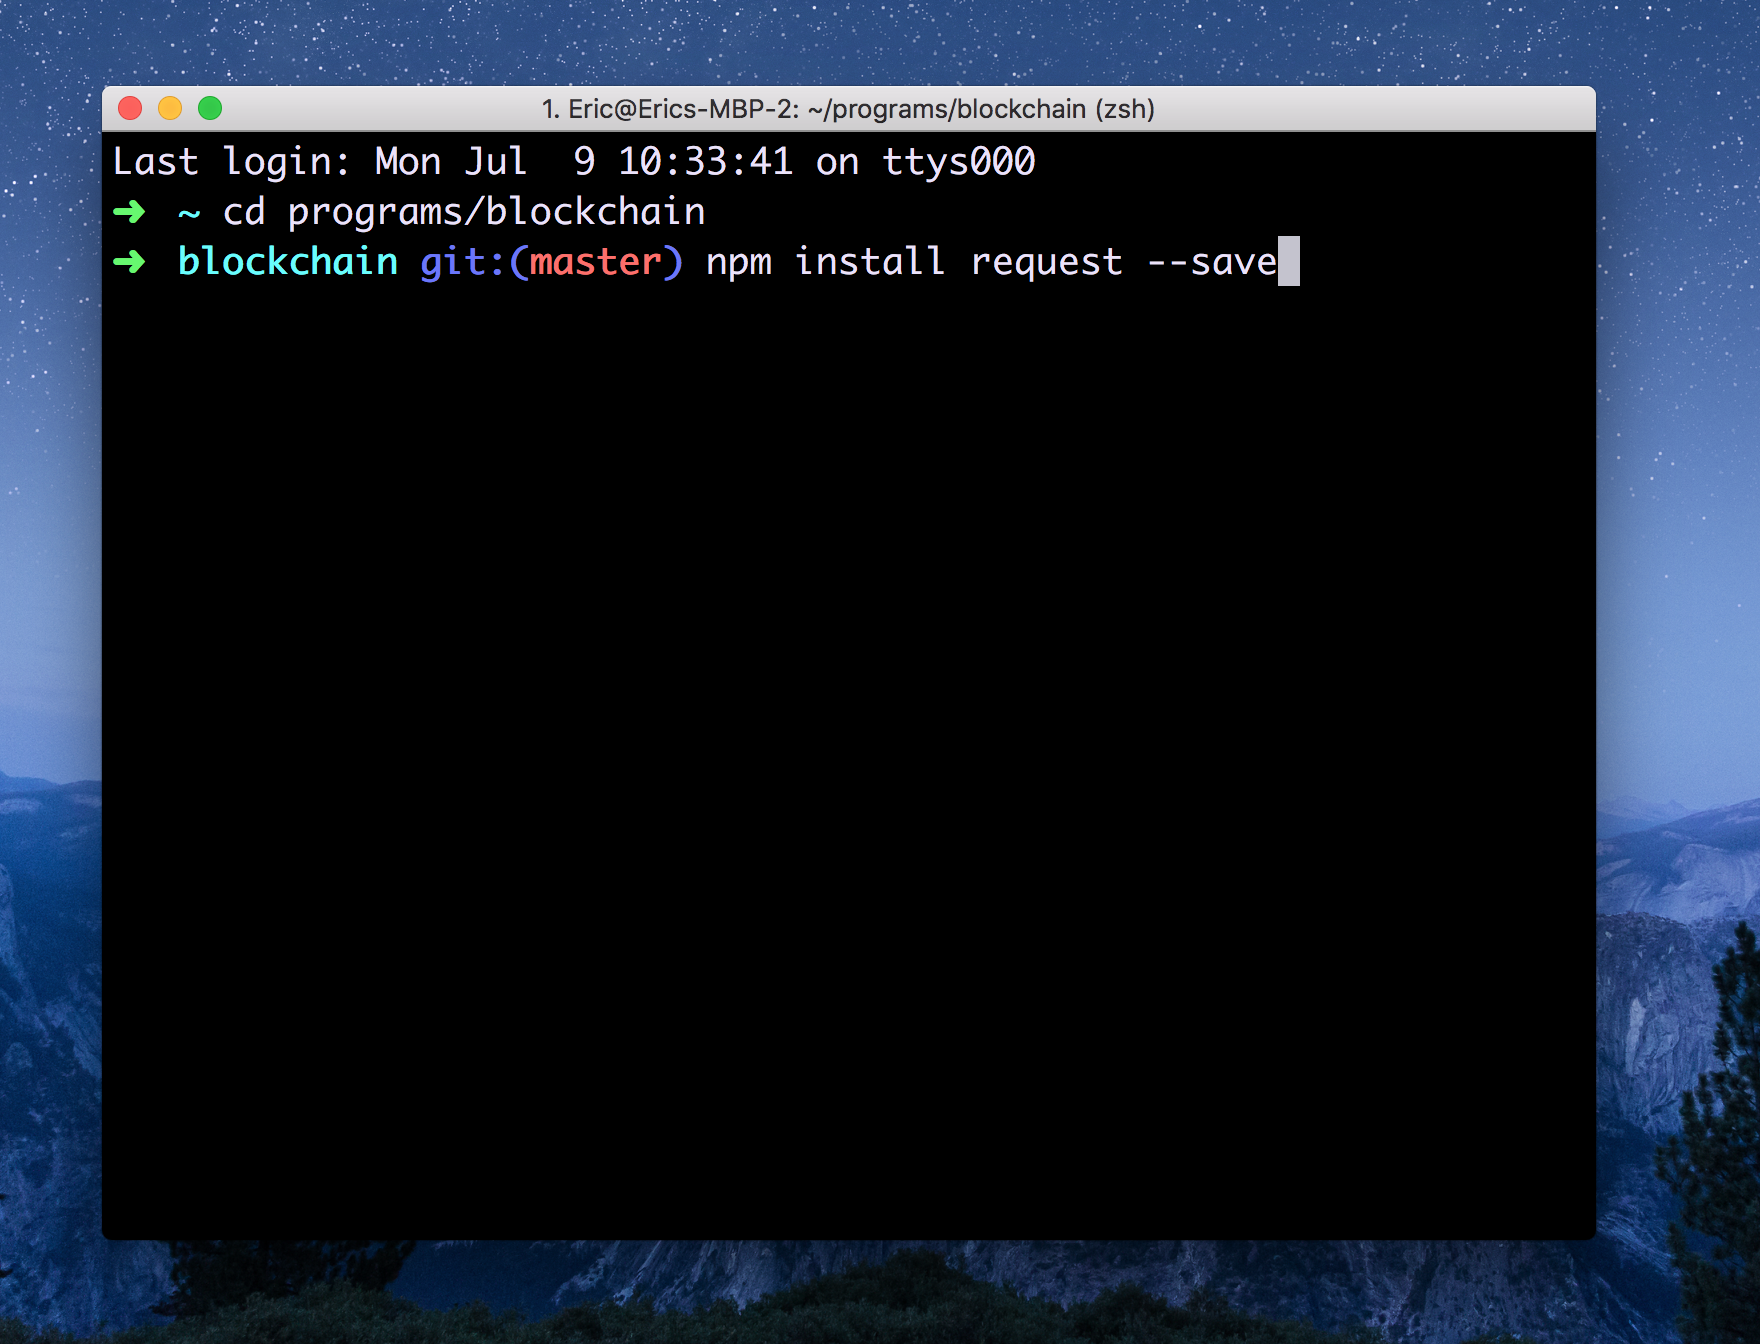 1. Eric@Erics-MBP-2: ~/programs/blockchain (zsh)
Last login: Mon Jul  9 10:33:41 on ttys000
➜  ~ cd programs/blockchain
➜  blockchain git:(master) npm install request --save